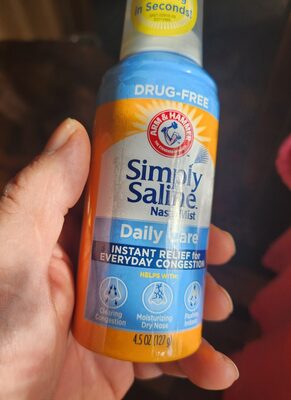 in Seconds!
DRUG-FREE
ARM & HAMMER
Simply
Saline
Nasal Mist
Daily Care
INSTANT RELIEF for
EVERYDAY CONGESTION
HELPS WITH:
Clearing
Congestion
Moisturizing
Dry Nose
Flushing
4.5 OZ (127g)